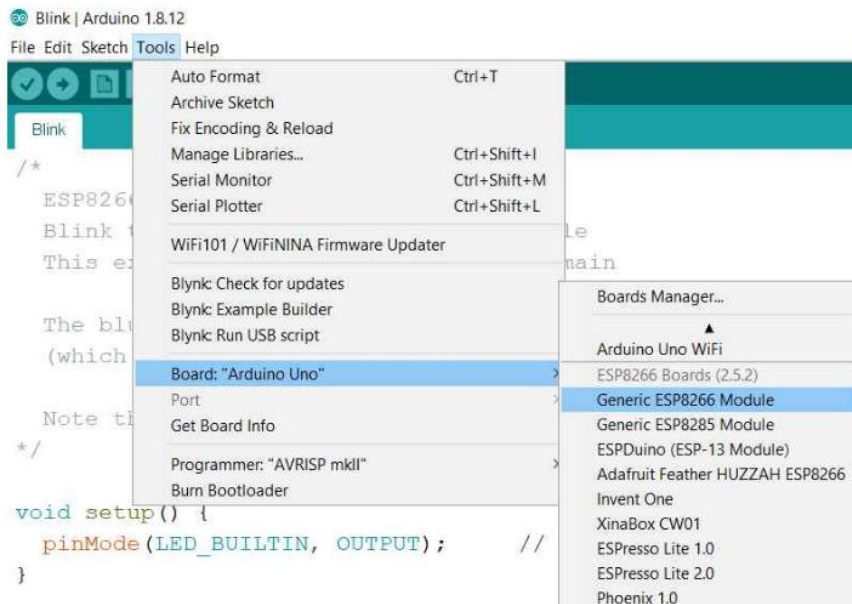 Blink | Arduino 1.8.12
File Edit Sketch Tools Help
Auto Format Ctrl+T
Archive Sketch
Fix Encoding & Reload
Manage Libraries... Ctrl+Shift+I
Serial Monitor Ctrl+Shift+M
Serial Plotter Ctrl+Shift+L
WiFi101 / WiFiNINA Firmware Updater
Blynk: Check for updates
Blynk: Example Builder
Blynk: Run USB script
Board: "Arduino Uno"
Port
Get Board Info
Programmer: "AVRISP mkII"
Burn Bootloader
Boards Manager...
Arduino Uno WiFi
ESP8266 Boards (2.5.2)
Generic ESP8266 Module
Generic ESP8285 Module
ESPDuino (ESP-13 Module)
Adafruit Feather HUZZAH ESP8266
Invent One
XinaBox CW01
ESPresso Lite 1.0
ESPresso Lite 2.0
Phoenix 1.0
Blink
/*
ESP8266
Blink
This
The
(which
Note
*/
void setup() {
pinMode(LED_BUILTIN, OUTPUT); //
}